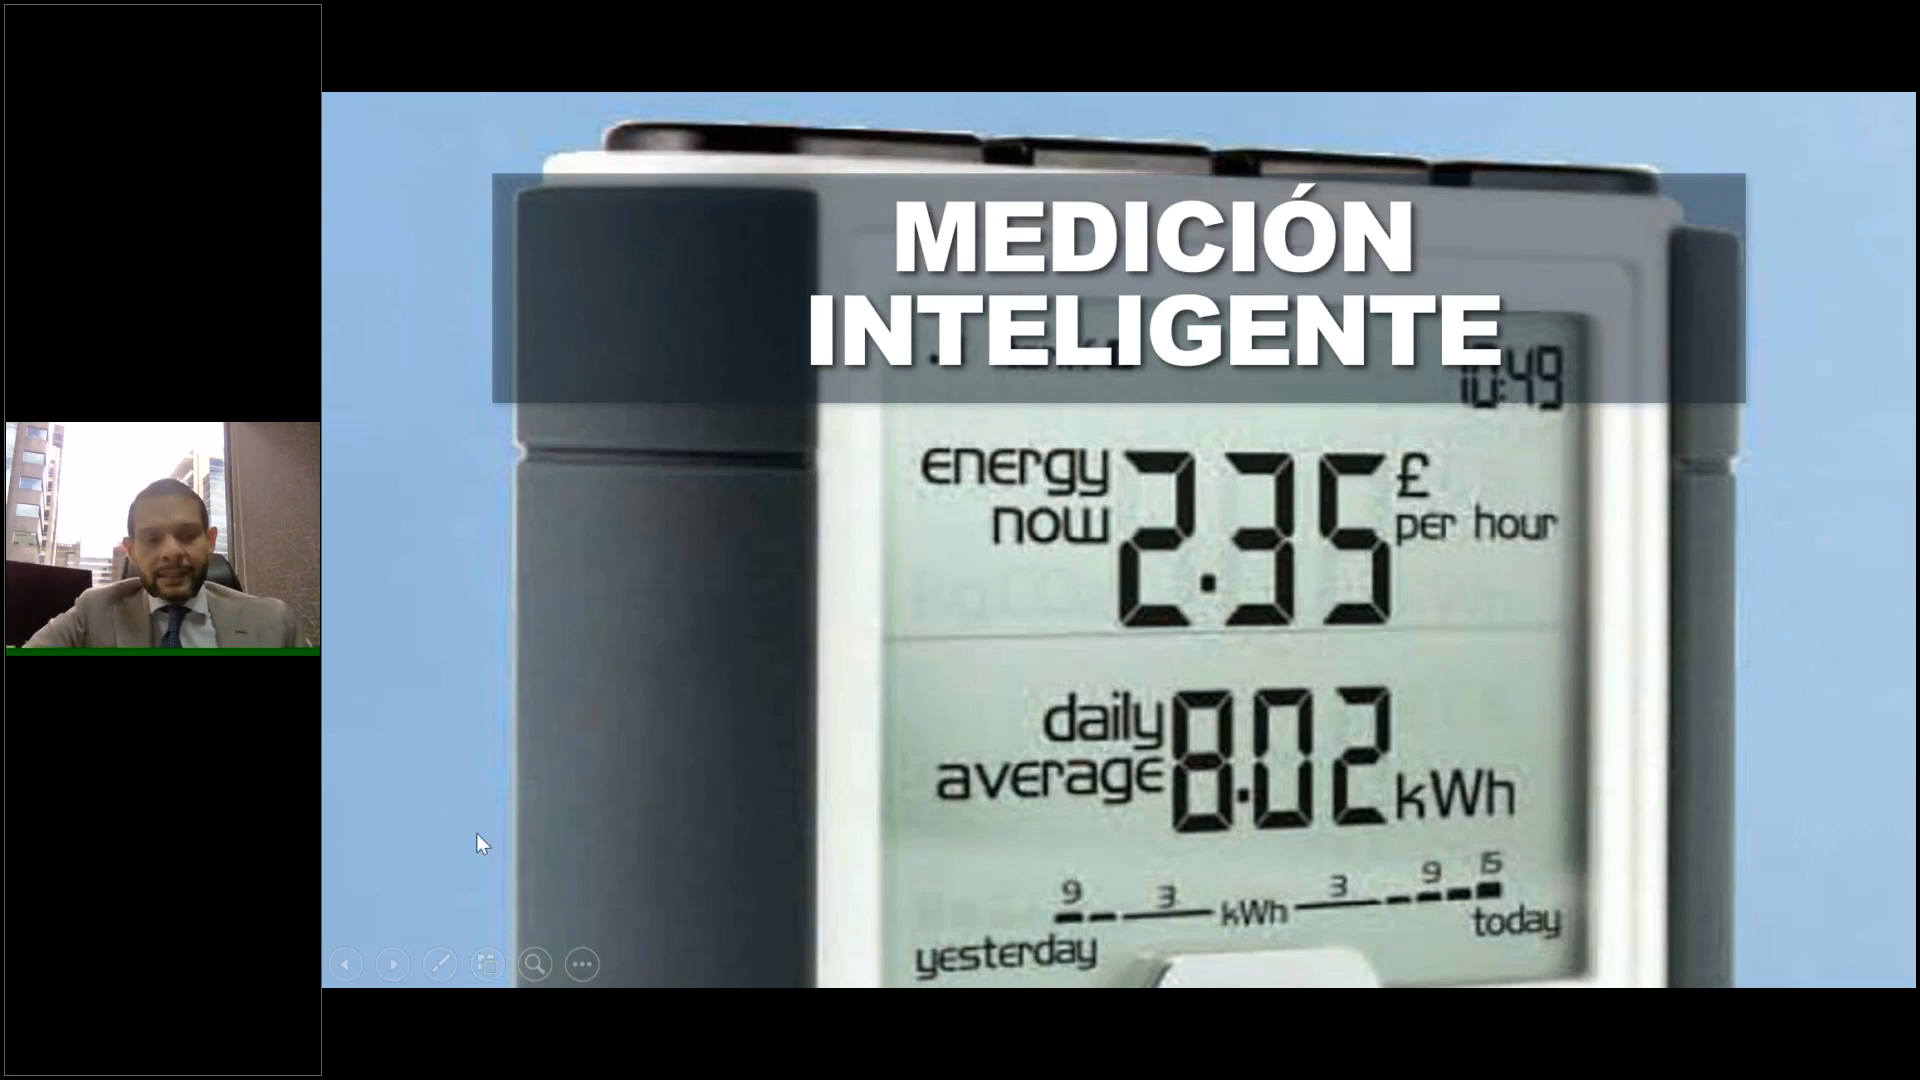 MEDICIÓN
INTELIGENTE
10:49
energy
now
2.35
£
per hour
daily
average
8.02
kWh
9 3 kWh 3 9 15
yesterday
today